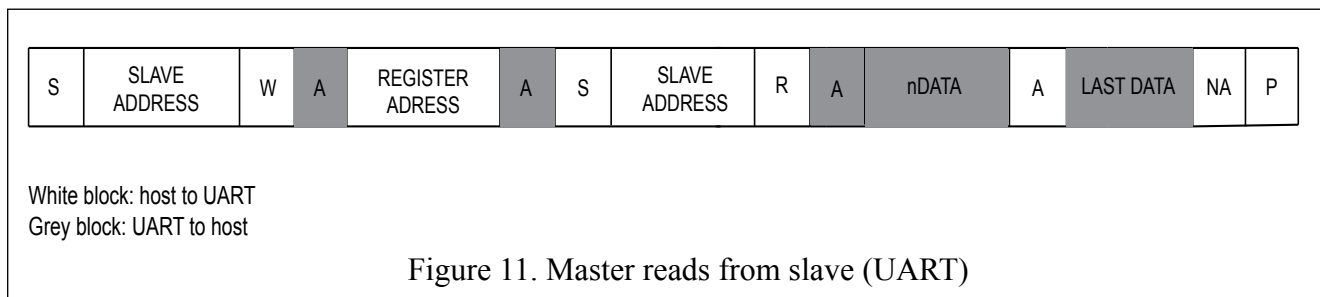 S SLAVE ADDRESS W A REGISTER ADRESS A S SLAVE ADDRESS R A nDATA A LAST DATA NA P
White block: host to UART
Grey block: UART to host
Figure 11. Master reads from slave (UART)